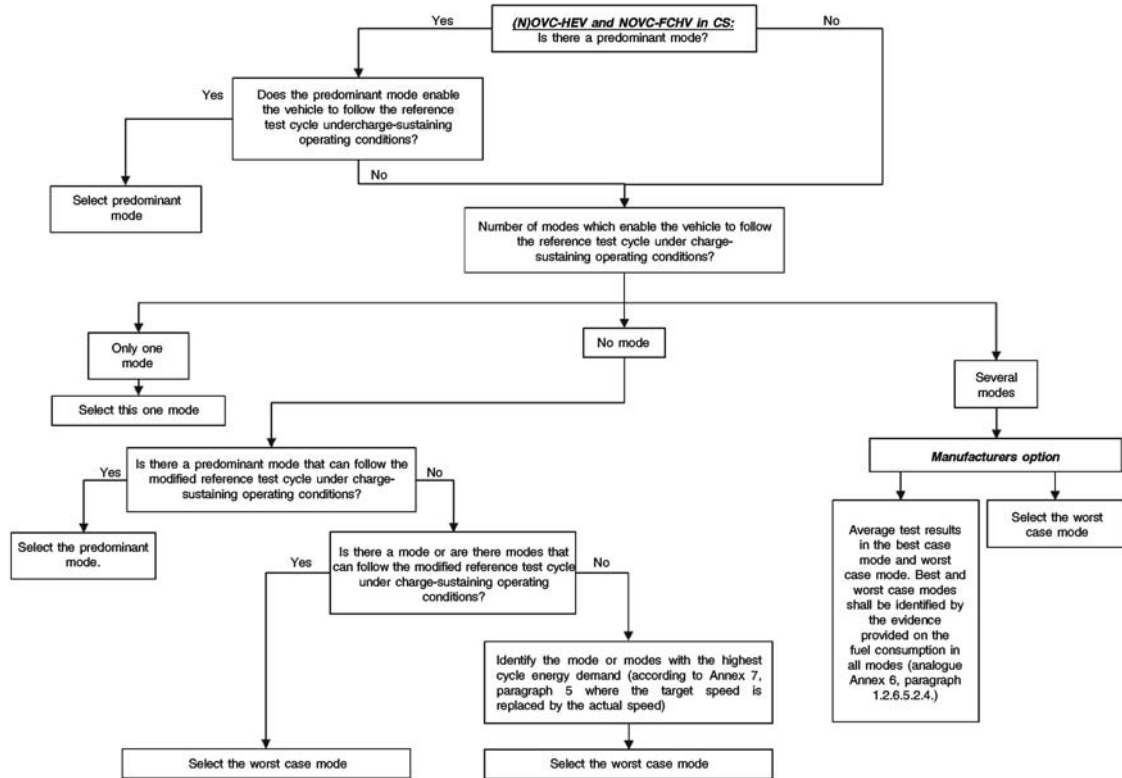 Yes
(N)OVC-HEV and NOVC-FCHV in CS:
Is there a predominant mode?
No
Yes
Does the predominant mode enable
the vehicle to follow the reference
test cycle undercharge-sustaining
operating conditions?
No
Select predominant
mode
Number of modes which enable the vehicle to follow
the reference test cycle under charge-
sustaining operating conditions?
Only one
mode
No mode
Several
modes
Select this one mode
Manufacturers option
Yes
Is there a predominant mode that can follow the
modified reference test cycle under charge-
sustaining operating conditions?
No
Select the predominant
mode.
Average test results
in the best case
mode and worst
case mode. Best and
worst case modes
shall be identified by
the evidence
provided on the
fuel consumption in
all modes (analogue
Annex 6, paragraph
1.2.6.5.2.4.)
Select the worst
case mode
Yes
Is there a mode or are there modes that
can follow the modified reference test cycle
under charge-sustaining operating
conditions?
No
Identify the mode or modes with the highest
cycle energy demand (according to Annex 7,
paragraph 5 where the target speed is
replaced by the actual speed)
Select the worst case mode
Select the worst case mode